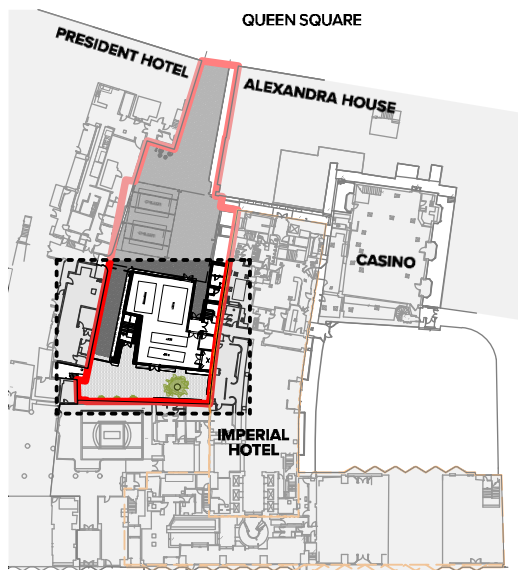 QUEEN SQUARE
PRESIDENT HOTEL
ALEXANDRA HOUSE
CASINO
IMPERIAL
HOTEL